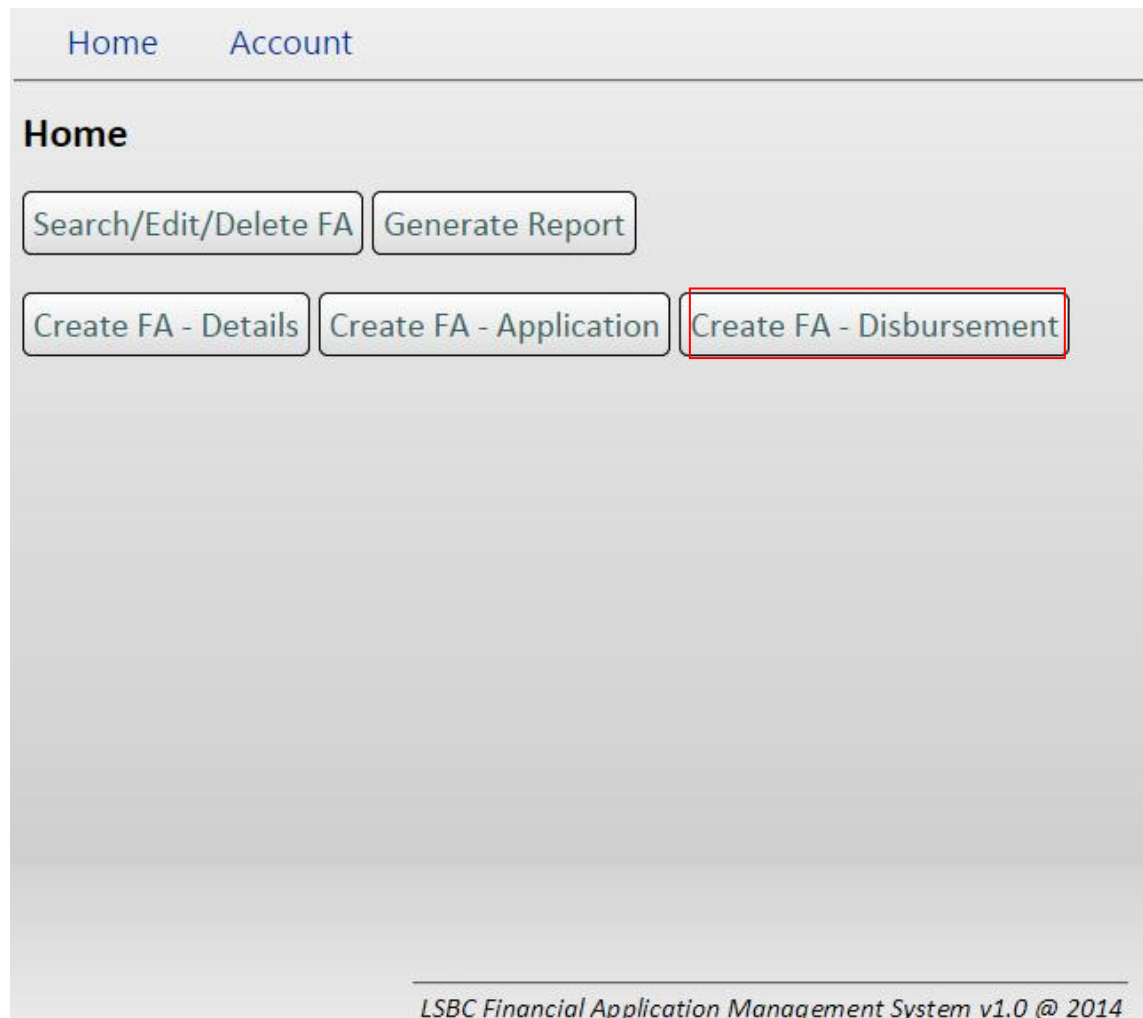 Home Account
Home
Search/Edit/Delete FA Generate Report
Create FA - Details Create FA - Application Create FA - Disbursement
LSBC Financial Application Management System v1.0 @ 2014